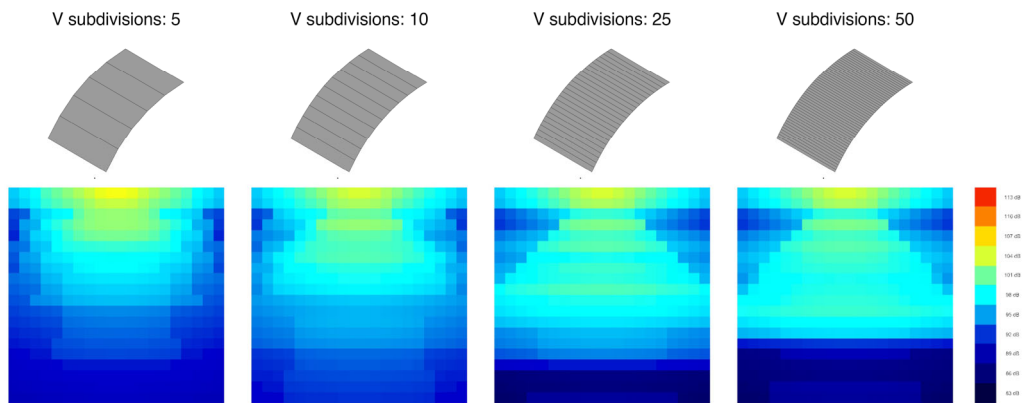 V subdivisions: 5
V subdivisions: 10
V subdivisions: 25
V subdivisions: 50
113 dB
dB
107 dB
104 dB
101 dB
98 dB
95 dB
92 dB
89 dB
86 dB
83 dB